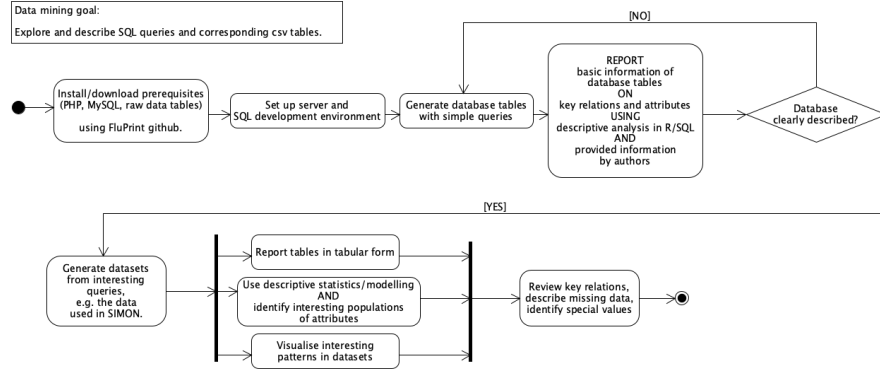 Data mining goal:
Explore and describe SQL queries and corresponding csv tables.
[NO]
Install/download prerequisites
(PHP, MySQL, raw data tables)
using FluPrint github.
Set up server and
SQL development environment
Generate database tables
with simple queries
REPORT
basic information of
database tables
ON
key relations and attributes
USING
descriptive analysis in R/SQL
AND
provided information
by authors
Database
clearly described?
[YES]
Generate datasets
from interesting
queries,
e.g. the data
used in SIMON.
Report tables in tabular form
Use descriptive statistics/modelling
AND
identify interesting populations
of attributes
Visualise interesting
patterns in datasets
Review key relations,
describe missing data,
identify special values